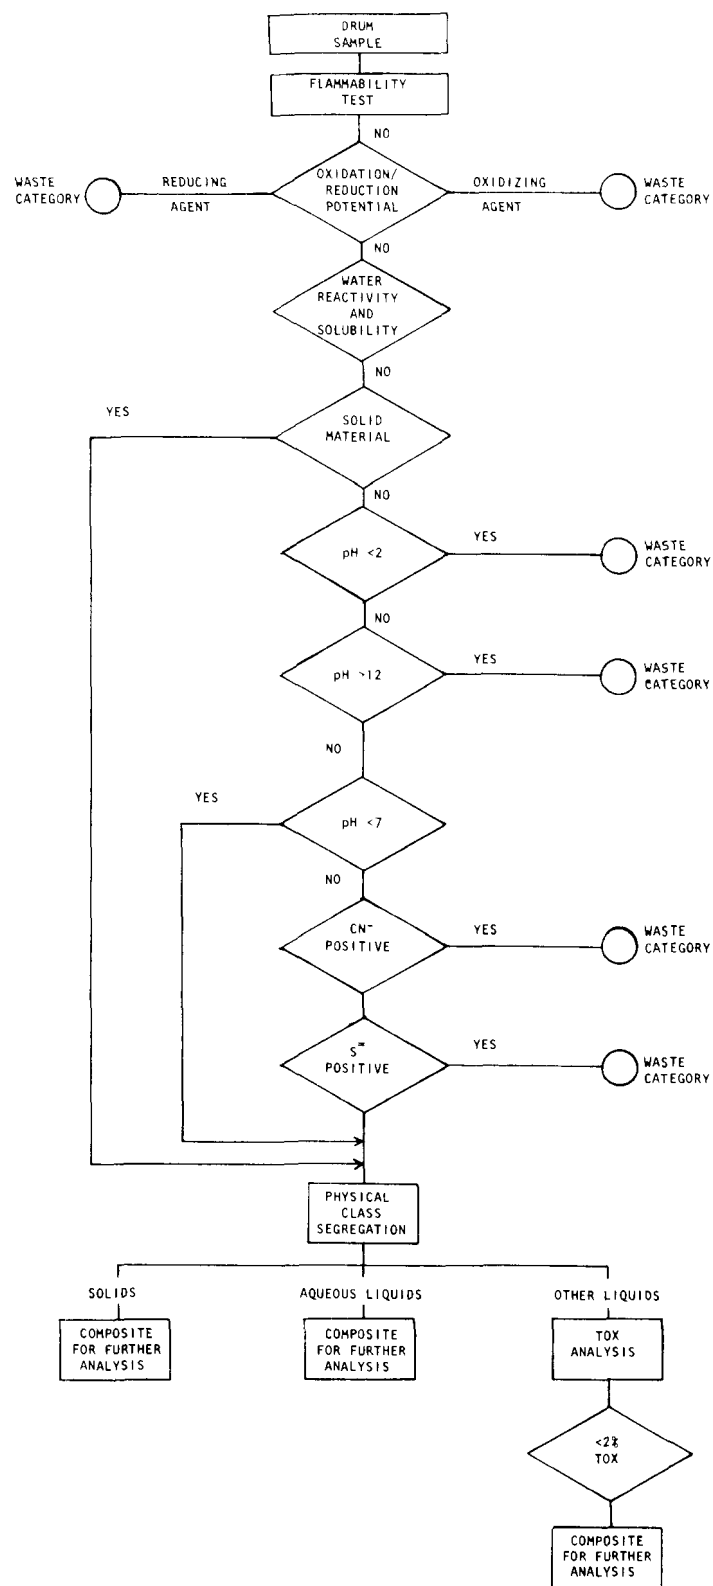 DRUM
SAMPLE
FLAMMABILITY
TEST
NO
WASTE
CATEGORY
REDUCING
AGENT
OXIDATION/
REDUCTION
POTENTIAL
OXIDIZING
AGENT
WASTE
CATEGORY
NO
WATER
REACTIVITY
AND
SOLUBILITY
NO
YES
SOLID
MATERIAL
NO
pH <2
YES
WASTE
CATEGORY
NO
pH >12
YES
WASTE
CATEGORY
NO
YES
pH <7
NO
CN-
POSITIVE
YES
WASTE
CATEGORY
S=
POSITIVE
YES
WASTE
CATEGORY
PHYSICAL
CLASS
SEGREGATION
SOLIDS
AQUEOUS LIQUIDS
OTHER LIQUIDS
COMPOSITE
FOR FURTHER
ANALYSIS
COMPOSITE
FOR FURTHER
ANALYSIS
TOX
ANALYSIS
<2%
TOX
COMPOSITE
FOR FURTHER
ANALYSIS